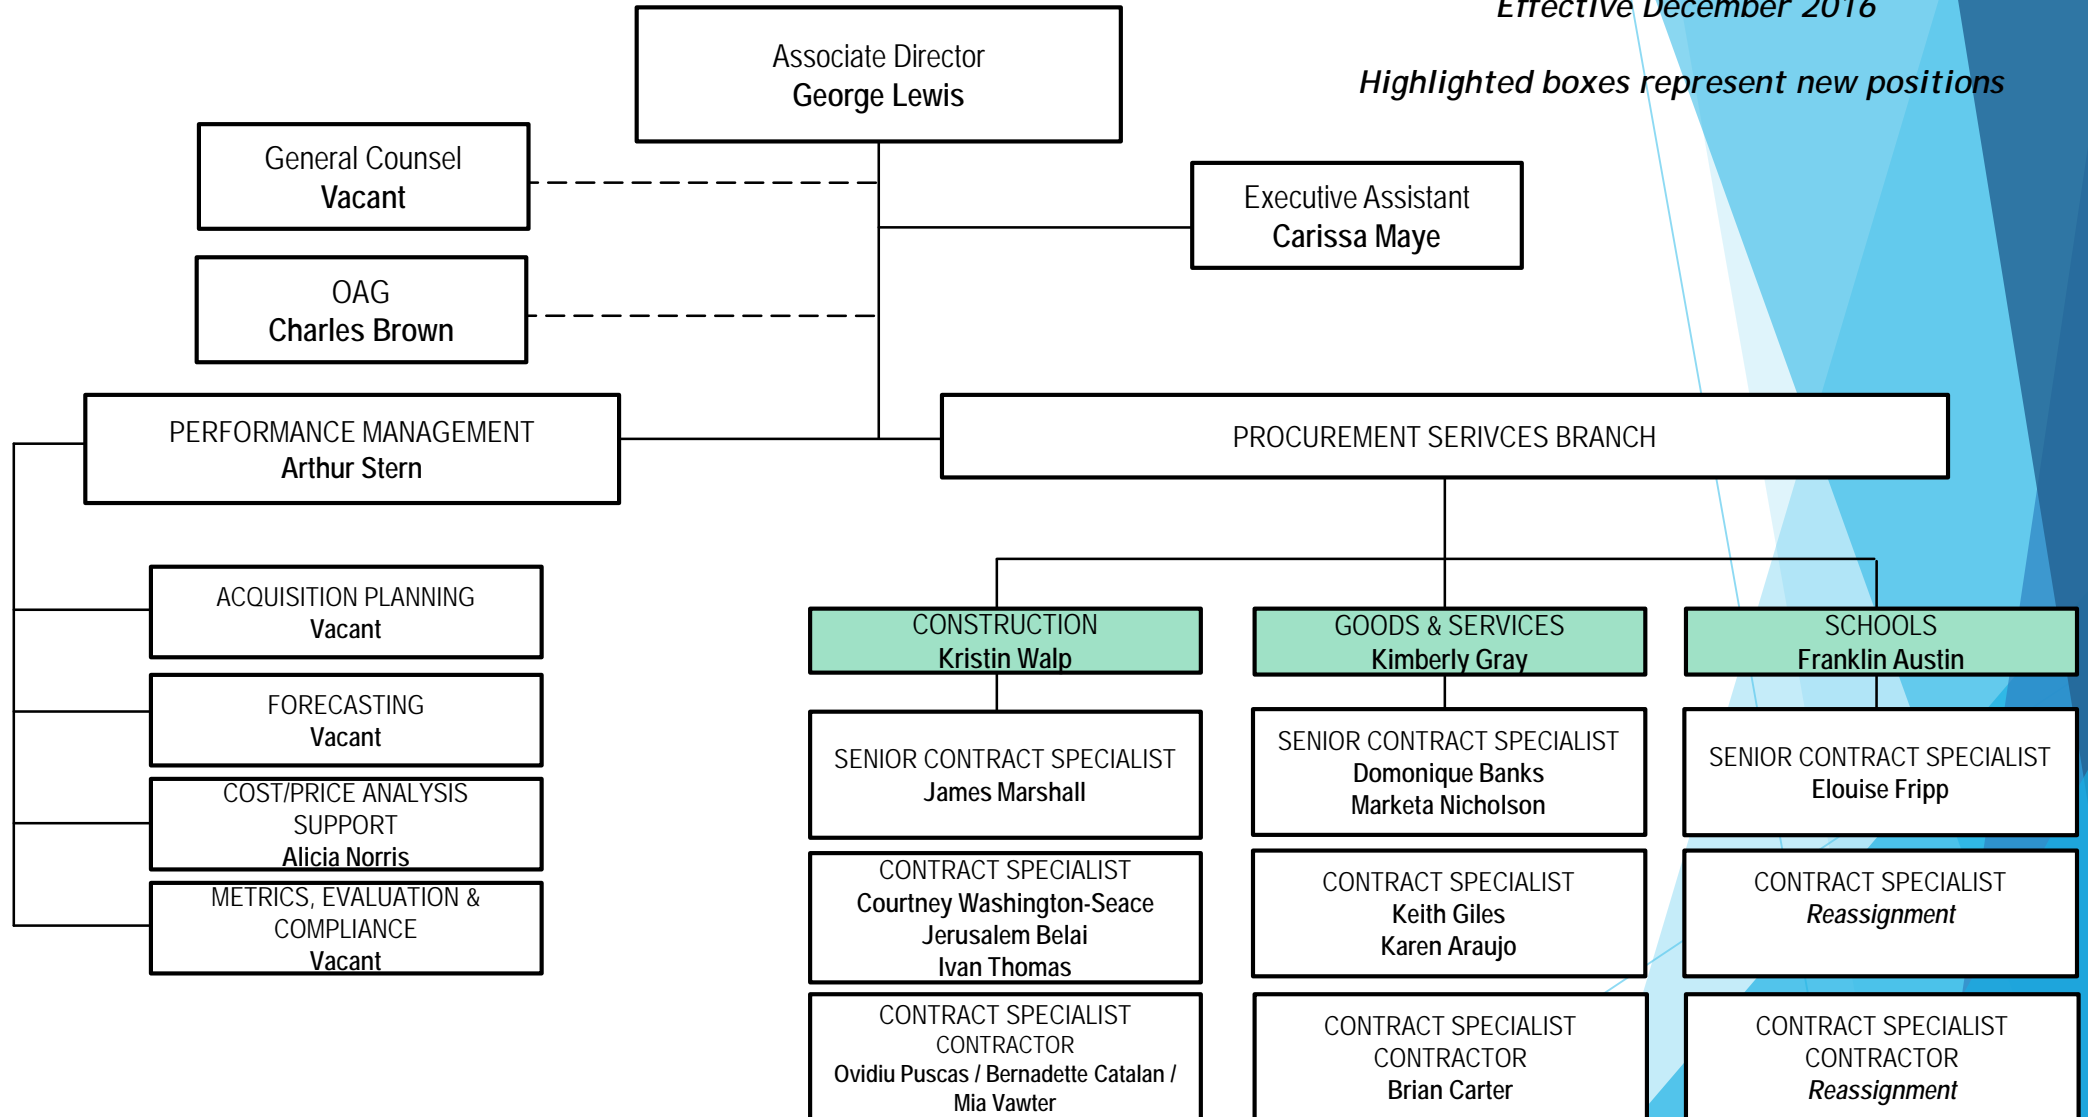 Effective December 2016
Highlighted boxes represent new positions
Associate Director
George Lewis
General Counsel
Vacant
Executive Assistant
Carissa Maye
OAG
Charles Brown
PERFORMANCE MANAGEMENT
Arthur Stern
PROCUREMENT SERIVCES BRANCH
ACQUISITION PLANNING
Vacant
FORECASTING
Vacant
COST/PRICE ANALYSIS
SUPPORT
Alicia Norris
METRICS, EVALUATION &
COMPLIANCE
Vacant
CONSTRUCTION
Kristin Walp
SENIOR CONTRACT SPECIALIST
James Marshall
CONTRACT SPECIALIST
Courtney Washington-Seace
Jerusalem Belai
Ivan Thomas
CONTRACT SPECIALIST
CONTRACTOR
Ovidiu Puscas / Bernadette Catalan /
Mia Vawter
GOODS & SERVICES
Kimberly Gray
SENIOR CONTRACT SPECIALIST
Domonique Banks
Marketa Nicholson
CONTRACT SPECIALIST
Keith Giles
Karen Araujo
CONTRACT SPECIALIST
CONTRACTOR
Brian Carter
SCHOOLS
Franklin Austin
SENIOR CONTRACT SPECIALIST
Elouise Fripp
CONTRACT SPECIALIST
Reassignment
CONTRACT SPECIALIST
CONTRACTOR
Reassignment